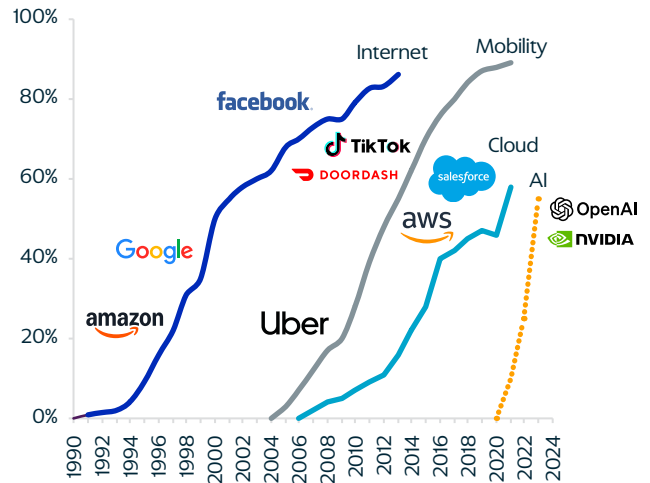 100%
80%
60%
40%
20%
0%
Internet
Mobility
facebook
TikTok
DOORDASH
Cloud
salesforce
AI
OpenAI
NVIDIA
aws
Google
amazon
Uber
1990
1992
1994
1996
1998
2000
2002
2004
2006
2008
2010
2012
2014
2016
2018
2020
2022
2024